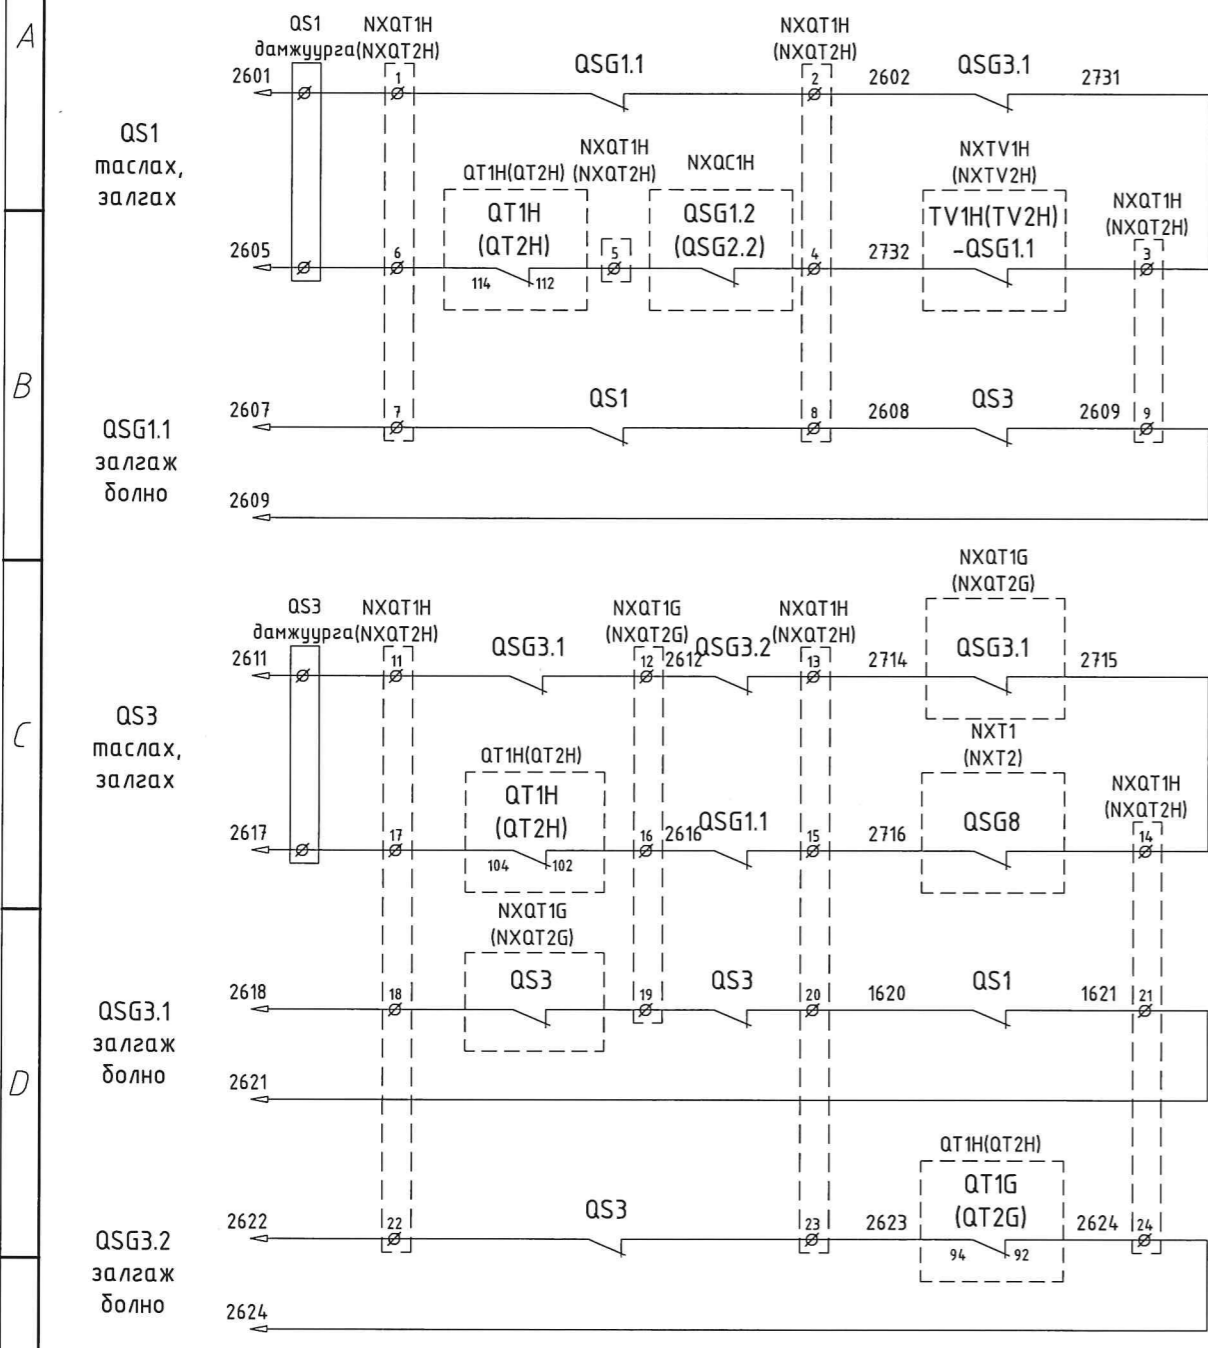 A
QS1
дамжуурга
NXQT1H
(NXQT2H)
NXQT1H
(NXQT2H)
2601
1
QSG1.1
2
2602
QSG3.1
2731
QS1
таслах,
залгах
QT1H(QT2H)
NXQT1H
(NXQT2H)
NXQC1H
NXTV1H
(NXTV2H)
NXQT1H
(NXQT2H)
QT1H
(QT2H)
QSG1.2
(QSG2.2)
TV1H(TV2H)
-QSG1.1
2605
6
114
112
5
4
2732
3
B
QSG1.1
залгаж
болно
2607
7
QS1
8
2608
QS3
2609
9
2609
C
QS3
дамжуурга
NXQT1H
(NXQT2H)
NXQT1G
(NXQT2G)
NXQT1H
(NXQT2H)
NXQT1G
(NXQT2G)
2611
11
QSG3.1
12
2612
QSG3.2
13
2714
QSG3.1
2715
QS3
таслах,
залгах
QT1H(QT2H)
NXT1
(NXT2)
NXQT1H
(NXQT2H)
QT1H
(QT2H)
2617
17
104
102
16
2616
QSG1.1
15
2716
QSG8
14
D
NXQT1G
(NXQT2G)
QSG3.1
залгаж
болно
2618
18
QS3
19
QS3
20
1620
QS1
1621
21
2621
QT1H(QT2H)
QSG3.2
залгаж
болно
2622
22
QS3
23
2623
QT1G
(QT2G)
94
92
2624
24
2624